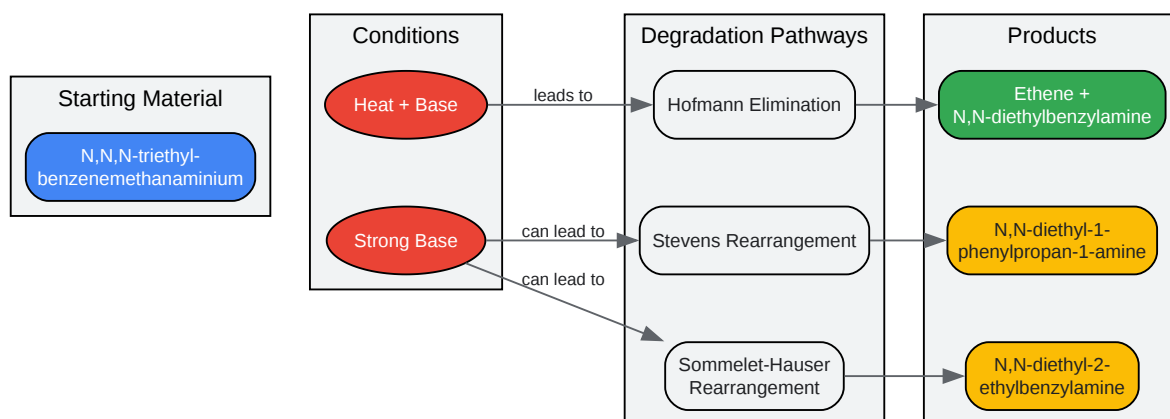 Conditions
Degradation Pathways
Products
Starting Material
Heat + Base
leads to
Hofmann Elimination
Ethene +
N,N-diethylbenzylamine
N,N,N-triethyl-
benzenemethanaminium
Strong Base
can lead to
Stevens Rearrangement
N,N-diethyl-1-
phenylpropan-1-amine
can lead to
Sommelet-Hauser
Rearrangement
N,N-diethyl-2-
ethylbenzylamine